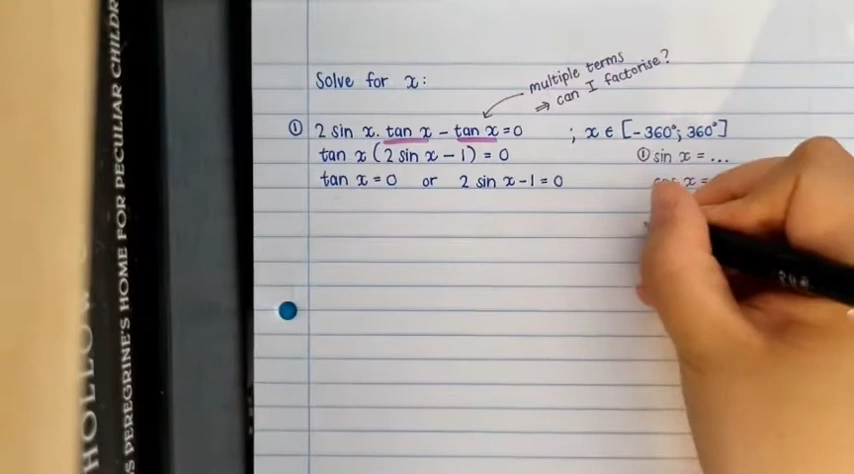 HOLLOW
S PEREGRINE'S HOME FOR PECULIAR CHILDR
Solve for x:
multiple terms
⇒ can I factorise?
① 2 sin x. tan x - tan x = 0 ; x ∈ [-360°; 360°]
tan x (2 sin x - 1) = 0
① sin x = ...
tan x = 0 or 2 sin x - 1 = 0
cos x =